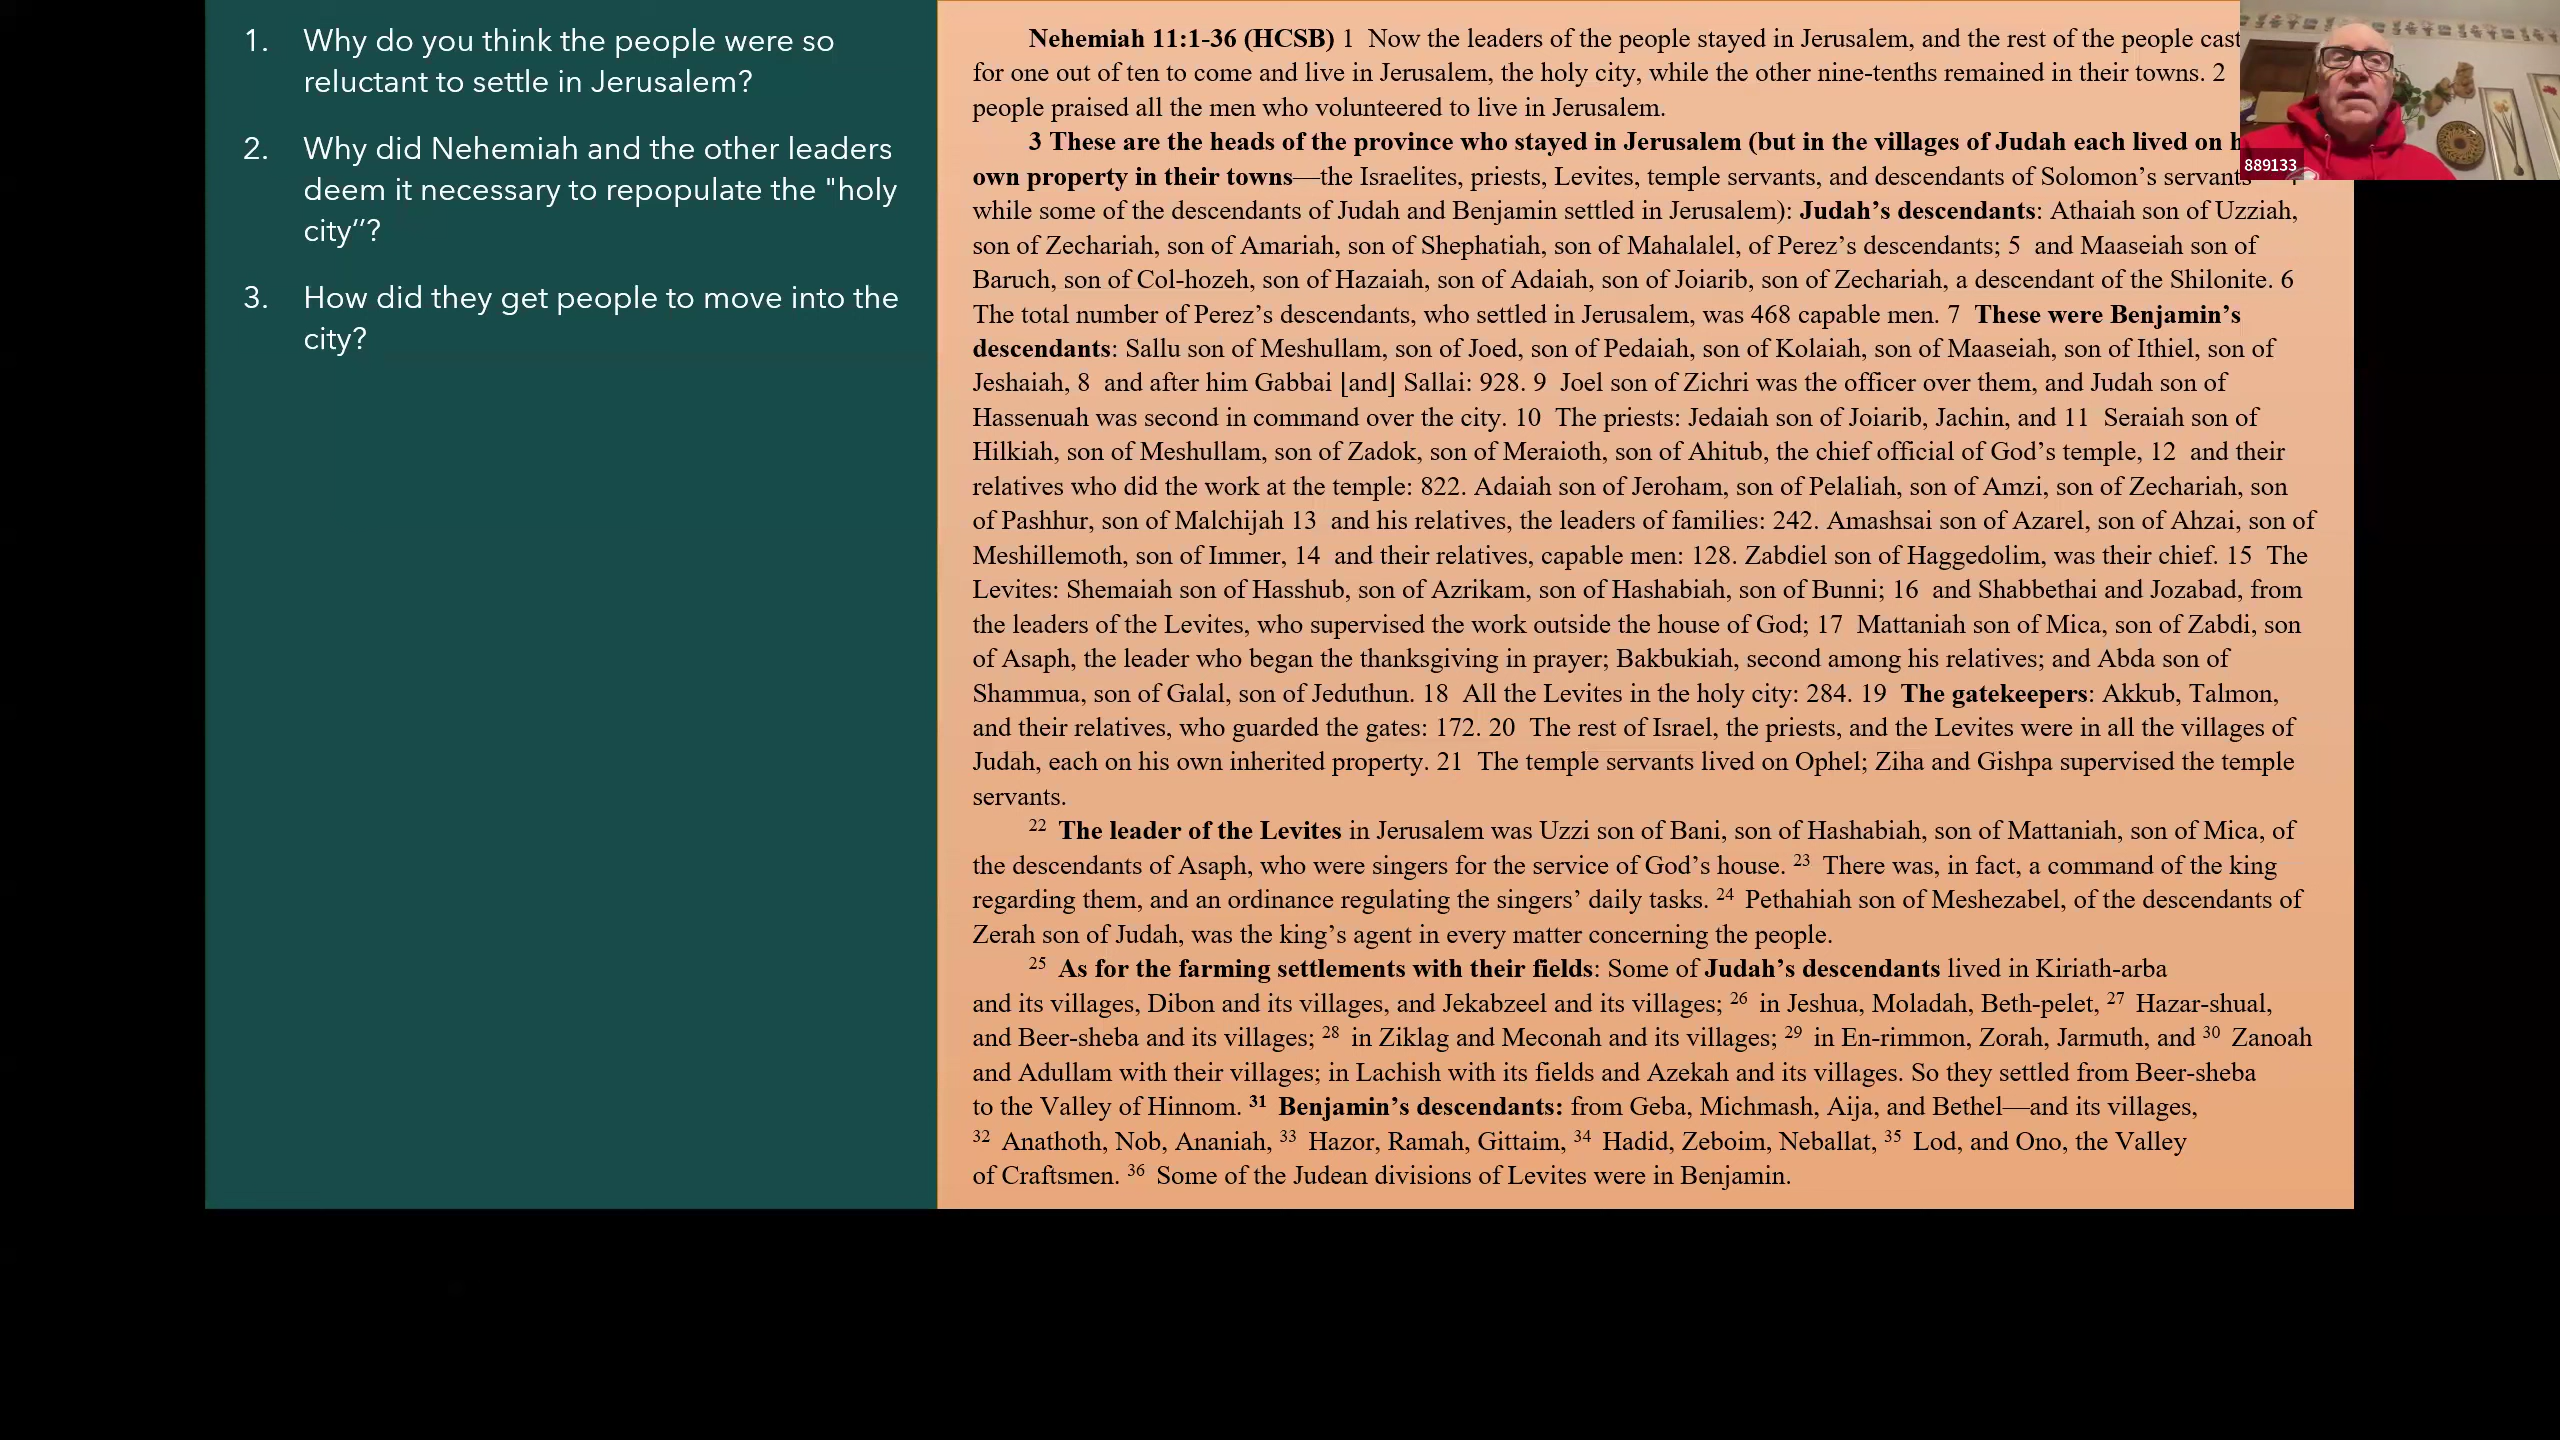 1. Why do you think the people were so
reluctant to settle in Jerusalem?
2. Why did Nehemiah and the other leaders
deem it necessary to repopulate the "holy
city”?
3. How did they get people to move into the
city?
Nehemiah 11:1-36 (HCSB) 1 Now the leaders of the people stayed in Jerusalem, and the rest of the people cast
for one out of ten to come and live in Jerusalem, the holy city, while the other nine-tenths remained in their towns. 2
people praised all the men who volunteered to live in Jerusalem.
3 These are the heads of the province who stayed in Jerusalem (but in the villages of Judah each lived on
own property in their towns—the Israelites, priests, Levites, temple servants, and descendants of Solomon’s servants
while some of the descendants of Judah and Benjamin settled in Jerusalem): Judah’s descendants: Athaiah son of Uzziah,
son of Zechariah, son of Amariah, son of Shephatiah, son of Mahalalel, of Perez’s descendants; 5 and Maaseiah son of
Baruch, son of Col-hozeh, son of Hazaiah, son of Adaiah, son of Joiarib, son of Zechariah, a descendant of the Shilonite. 6
The total number of Perez’s descendants, who settled in Jerusalem, was 468 capable men. 7 These were Benjamin’s
descendants: Sallu son of Meshullam, son of Joed, son of Pedaiah, son of Kolaiah, son of Maaseiah, son of Ithiel, son of
Jeshaiah, 8 and after him Gabbai ⌊and⌋ Sallai: 928. 9 Joel son of Zichri was the officer over them, and Judah son of
Hassenuah was second in command over the city. 10 The priests: Jedaiah son of Joiarib, Jachin, and 11 Seraiah son of
Hilkiah, son of Meshullam, son of Zadok, son of Meraioth, son of Ahitub, the chief official of God’s temple, 12 and their
relatives who did the work at the temple: 822. Adaiah son of Jeroham, son of Pelaliah, son of Amzi, son of Zechariah, son
of Pashhur, son of Malchijah 13 and his relatives, the leaders of families: 242. Amashsai son of Azarel, son of Ahzai, son of
Meshillemoth, son of Immer, 14 and their relatives, capable men: 128. Zabdiel son of Haggedolim, was their chief. 15 The
Levites: Shemaiah son of Hasshub, son of Azrikam, son of Hashabiah, son of Bunni; 16 and Shabbethai and Jozabad, from
the leaders of the Levites, who supervised the work outside the house of God; 17 Mattaniah son of Mica, son of Zabdi, son
of Asaph, the leader who began the thanksgiving in prayer; Bakbukiah, second among his relatives; and Abda son of
Shammua, son of Galal, son of Jeduthun. 18 All the Levites in the holy city: 284. 19 The gatekeepers: Akkub, Talmon,
and their relatives, who guarded the gates: 172. 20 The rest of Israel, the priests, and the Levites were in all the villages of
Judah, each on his own inherited property. 21 The temple servants lived on Ophel; Ziha and Gishpa supervised the temple
servants.
22 The leader of the Levites in Jerusalem was Uzzi son of Bani, son of Hashabiah, son of Mattaniah, son of Mica, of
the descendants of Asaph, who were singers for the service of God’s house. 23 There was, in fact, a command of the king
regarding them, and an ordinance regulating the singers’ daily tasks. 24 Pethahiah son of Meshezabel, of the descendants of
Zerah son of Judah, was the king’s agent in every matter concerning the people.
25 As for the farming settlements with their fields: Some of Judah’s descendants lived in Kiriath-arba
and its villages, Dibon and its villages, and Jekabzeel and its villages; 26 in Jeshua, Moladah, Beth-pelet, 27 Hazar-shual,
and Beer-sheba and its villages; 28 in Ziklag and Meconah and its villages; 29 in En-rimmon, Zorah, Jarmuth, and 30 Zanoah
and Adullam with their villages; in Lachish with its fields and Azekah and its villages. So they settled from Beer-sheba
to the Valley of Hinnom. 31 Benjamin’s descendants: from Geba, Michmash, Aija, and Bethel—and its villages,
32 Anathoth, Nob, Ananiah, 33 Hazor, Ramah, Gittaim, 34 Hadid, Zeboim, Neballat, 35 Lod, and Ono, the Valley
of Craftsmen. 36 Some of the Judean divisions of Levites were in Benjamin.
889133